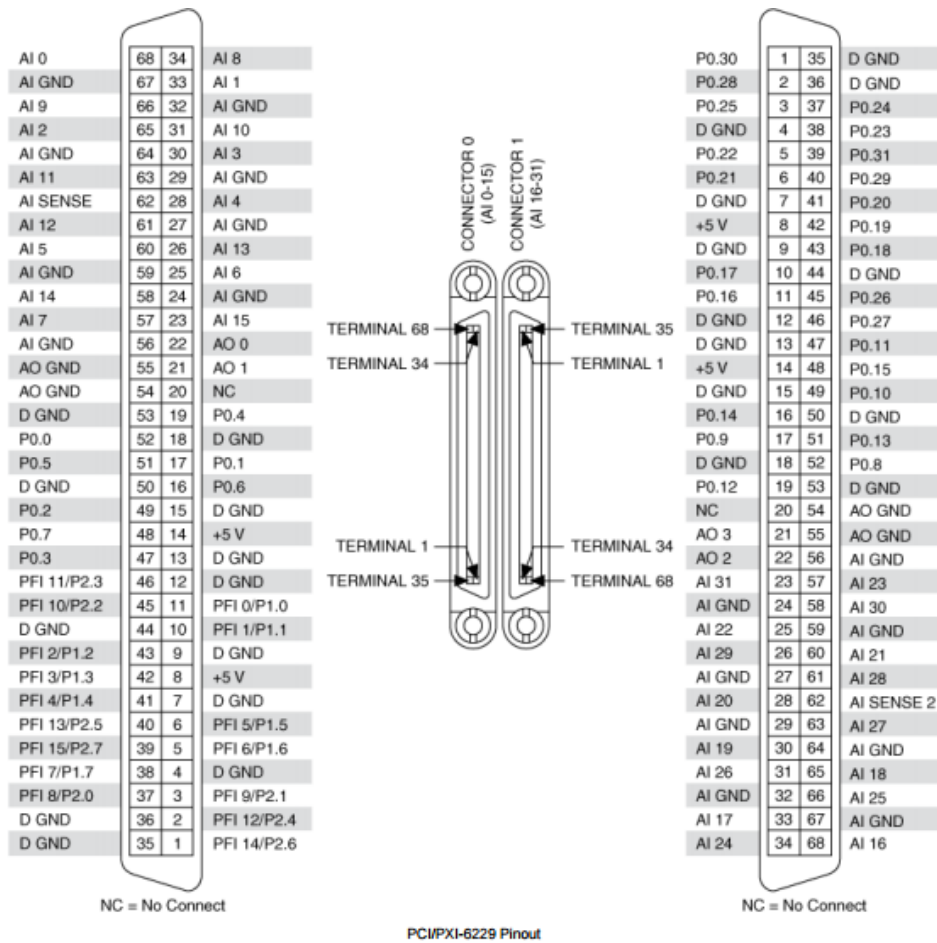 AI 0 68 34 AI 8
AI GND 67 33 AI 1
AI 9 66 32 AI GND
AI 2 65 31 AI 10
AI GND 64 30 AI 3
AI 11 63 29 AI GND
AI SENSE 62 28 AI 4
AI 12 61 27 AI GND
AI 5 60 26 AI 13
AI GND 59 25 AI 6
AI 14 58 24 AI GND
AI 7 57 23 AI 15
AI GND 56 22 AO 0
AO GND 55 21 AO 1
AO GND 54 20 NC
D GND 53 19 P0.4
P0.0 52 18 D GND
P0.5 51 17 P0.1
D GND 50 16 P0.6
P0.2 49 15 D GND
P0.7 48 14 +5 V
P0.3 47 13 D GND
PFI 11/P2.3 46 12 D GND
PFI 10/P2.2 45 11 PFI 0/P1.0
D GND 44 10 PFI 1/P1.1
PFI 2/P1.2 43 9 D GND
PFI 3/P1.3 42 8 +5 V
PFI 4/P1.4 41 7 D GND
PFI 13/P2.5 40 6 PFI 5/P1.5
PFI 15/P2.7 39 5 PFI 6/P1.6
PFI 7/P1.7 38 4 D GND
PFI 8/P2.0 37 3 PFI 9/P2.1
D GND 36 2 PFI 12/P2.4
D GND 35 1 PFI 14/P2.6
NC = No Connect
CONNECTOR 0
(AI 0-15)
CONNECTOR 1
(AI 16-31)
TERMINAL 68
TERMINAL 35
TERMINAL 34
TERMINAL 1
TERMINAL 1
TERMINAL 34
TERMINAL 35
TERMINAL 68
P0.30 1 35 D GND
P0.28 2 36 D GND
P0.25 3 37 P0.24
D GND 4 38 P0.23
P0.22 5 39 P0.31
P0.21 6 40 P0.29
D GND 7 41 P0.20
+5 V 8 42 P0.19
D GND 9 43 P0.18
P0.17 10 44 D GND
P0.16 11 45 P0.26
D GND 12 46 P0.27
D GND 13 47 P0.11
+5 V 14 48 P0.15
D GND 15 49 P0.10
P0.14 16 50 D GND
P0.9 17 51 P0.13
D GND 18 52 P0.8
P0.12 19 53 D GND
NC 20 54 AO GND
AO 3 21 55 AO GND
AO 2 22 56 AI GND
AI 31 23 57 AI 23
AI GND 24 58 AI 30
AI 22 25 59 AI GND
AI 29 26 60 AI 21
AI GND 27 61 AI 28
AI 20 28 62 AI SENSE 2
AI GND 29 63 AI 27
AI 19 30 64 AI GND
AI 26 31 65 AI 18
AI GND 32 66 AI 25
AI 17 33 67 AI GND
AI 24 34 68 AI 16
NC = No Connect
PCI/PXI-6229 Pinout